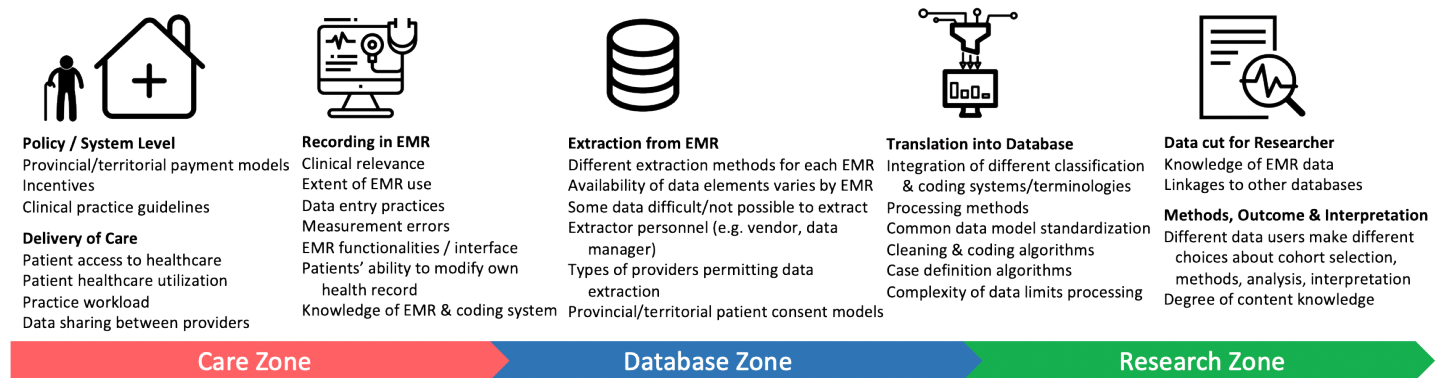 Policy / System Level
Provincial/territorial payment models
Incentives
Clinical practice guidelines
Delivery of Care
Patient access to healthcare
Patient healthcare utilization
Practice workload
Data sharing between providers
Recording in EMR
Clinical relevance
Extent of EMR use
Data entry practices
Measurement errors
EMR functionalities / interface
Patients’ ability to modify own
health record
Knowledge of EMR & coding system
Extraction from EMR
Different extraction methods for each EMR
Availability of data elements varies by EMR
Some data difficult/not possible to extract
Extractor personnel (e.g. vendor, data
manager)
Types of providers permitting data
extraction
Provincial/territorial patient consent models
Translation into Database
Integration of different classification
& coding systems/terminologies
Processing methods
Common data model standardization
Cleaning & coding algorithms
Case definition algorithms
Complexity of data limits processing
Data cut for Researcher
Knowledge of EMR data
Linkages to other databases
Methods, Outcome & Interpretation
Different data users make different
choices about cohort selection,
methods, analysis, interpretation
Degree of content knowledge
Care Zone
Database Zone
Research Zone